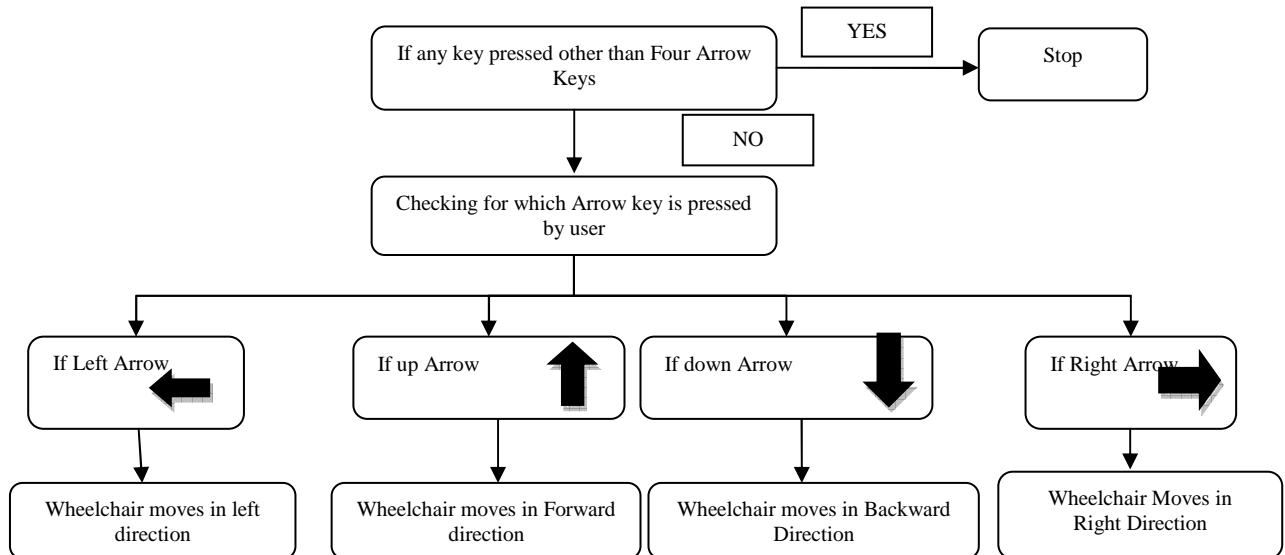 YES
If any key pressed other than Four Arrow
Keys
Stop
NO
Checking for which Arrow key is pressed
by user
If Left Arrow
If up Arrow
If down Arrow
If Right Arrow
Wheelchair moves in left
direction
Wheelchair moves in Forward
direction
Wheelchair moves in Backward
Direction
Wheelchair Moves in
Right Direction